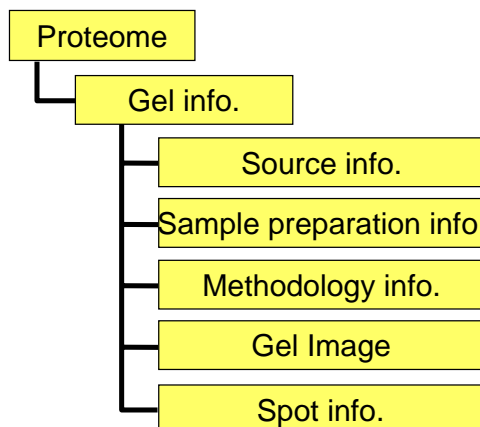 Proteome
Gel info.
Source info.
Sample preparation info
Methodology info.
Gel Image
Spot info.